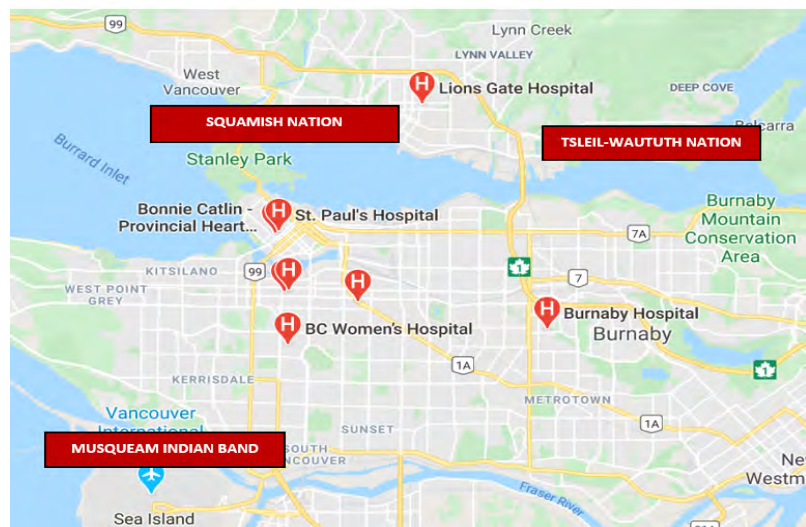 99
Lynn Creek
LYNN VALLEY
West
Vancouver
H
Lions Gate Hospital
DEEP COVE
SQUAMISH NATION
TSLEIL-WAUTUTH NATION
Belcarra
Burrard Inlet
Stanley Park
Bonnie Catlin -
Provincial Heart...
H
St. Paul's Hospital
Burnaby
Mountain
Conservation
Area
7A
KITSILANO
99
H
H
1
7
WEST POINT
GREY
H
BC Women's Hospital
H
Burnaby Hospital
Burnaby
1A
1
KERRISDALE
METROTOWN
Vancouver
International
SUNSET
1A
MUSQUEAM INDIAN BAND
SOUTH
VANCOUVER
New
Westm
Fraser River
Sea Island